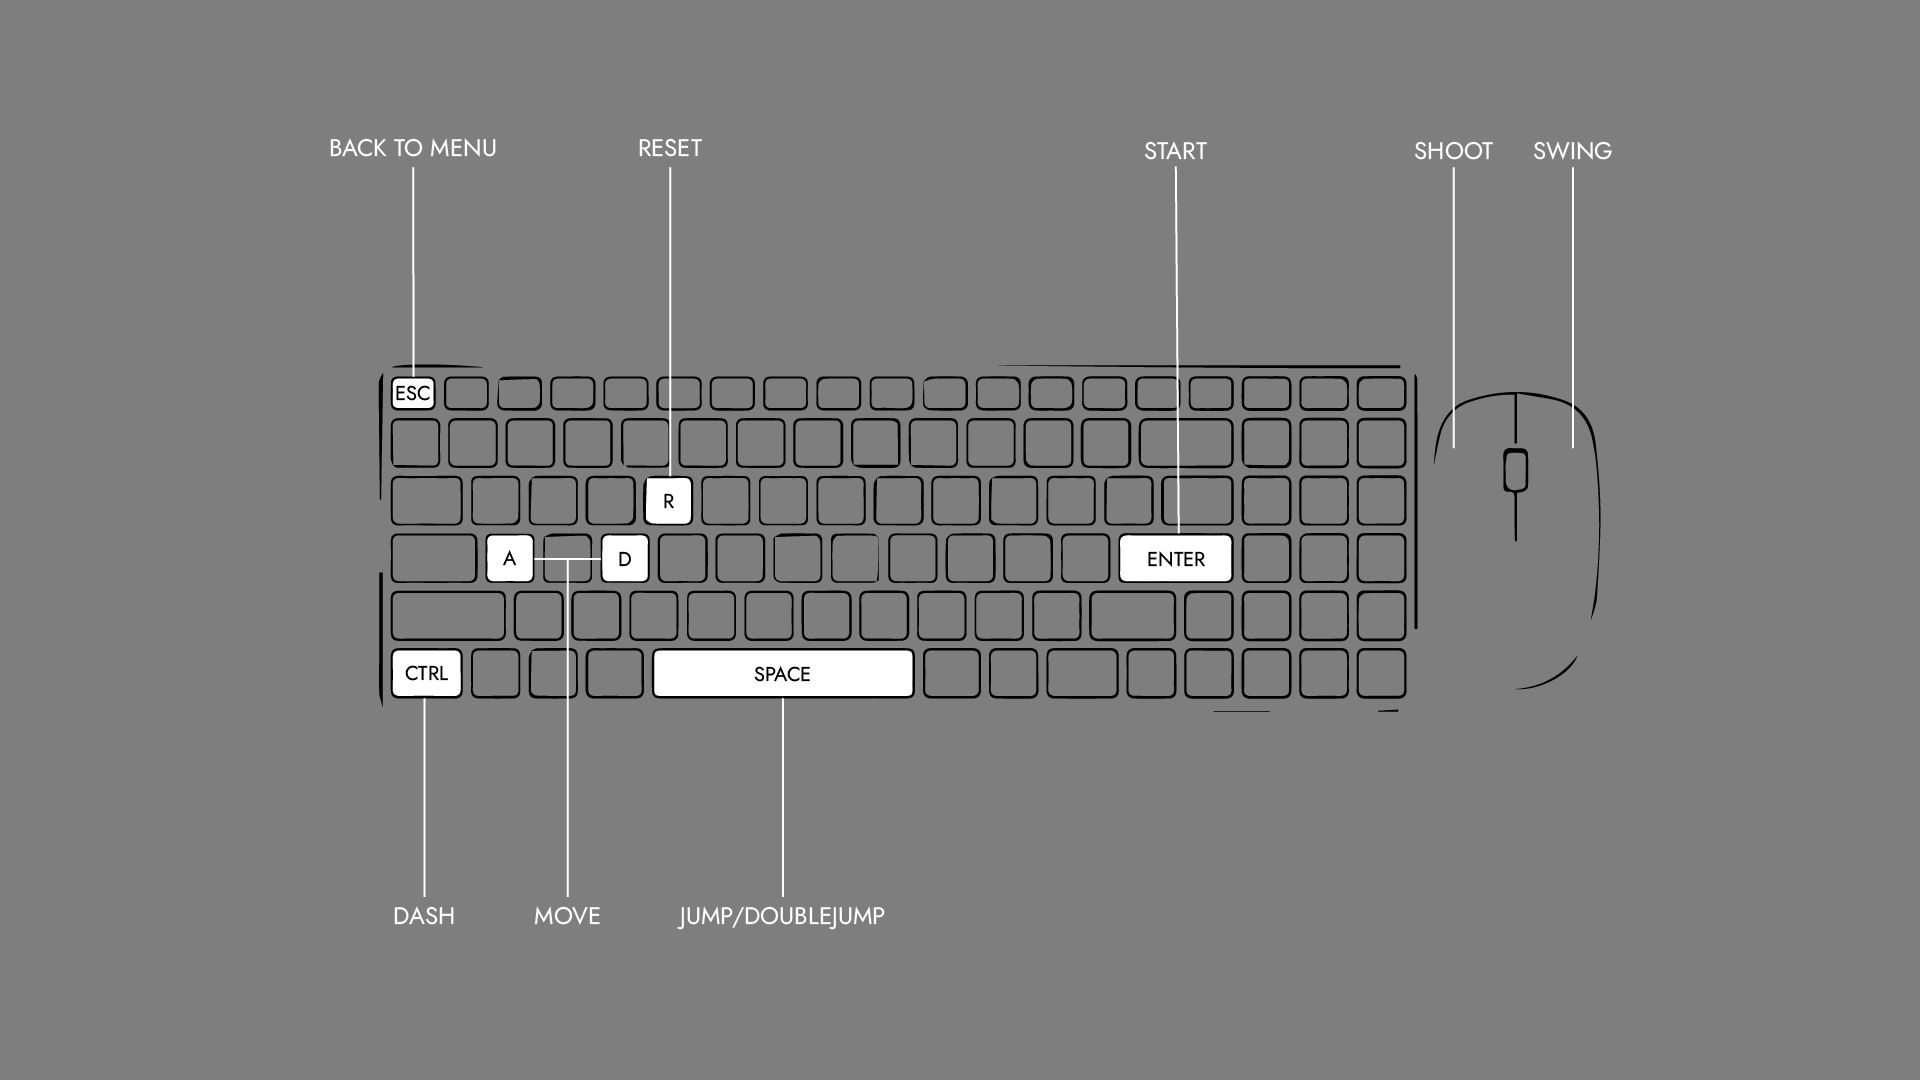 BACK TO MENU
RESET
START
SHOOT
SWING
ESC
R
A
D
ENTER
CTRL
SPACE
DASH
MOVE
JUMP/DOUBLEJUMP